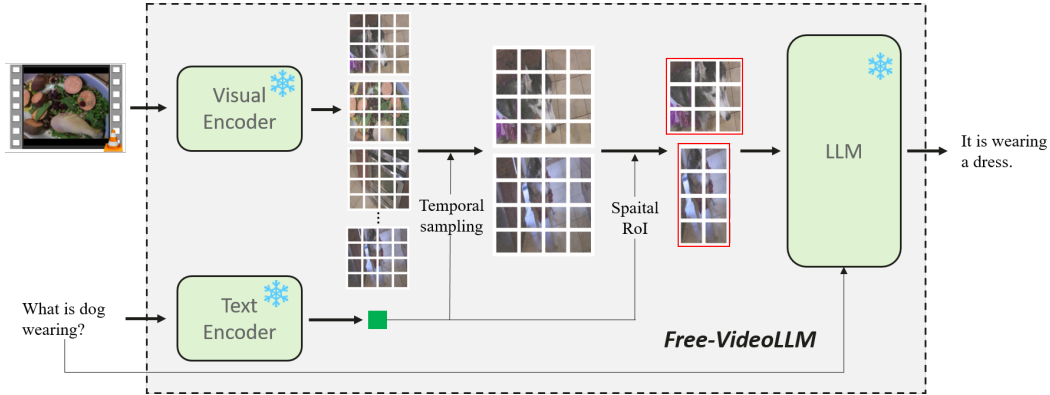 Visual
Encoder
Temporal
sampling
Spaital
RoI
LLM
It is wearing
a dress.
What is dog
wearing?
Text
Encoder
Free-VideoLLM